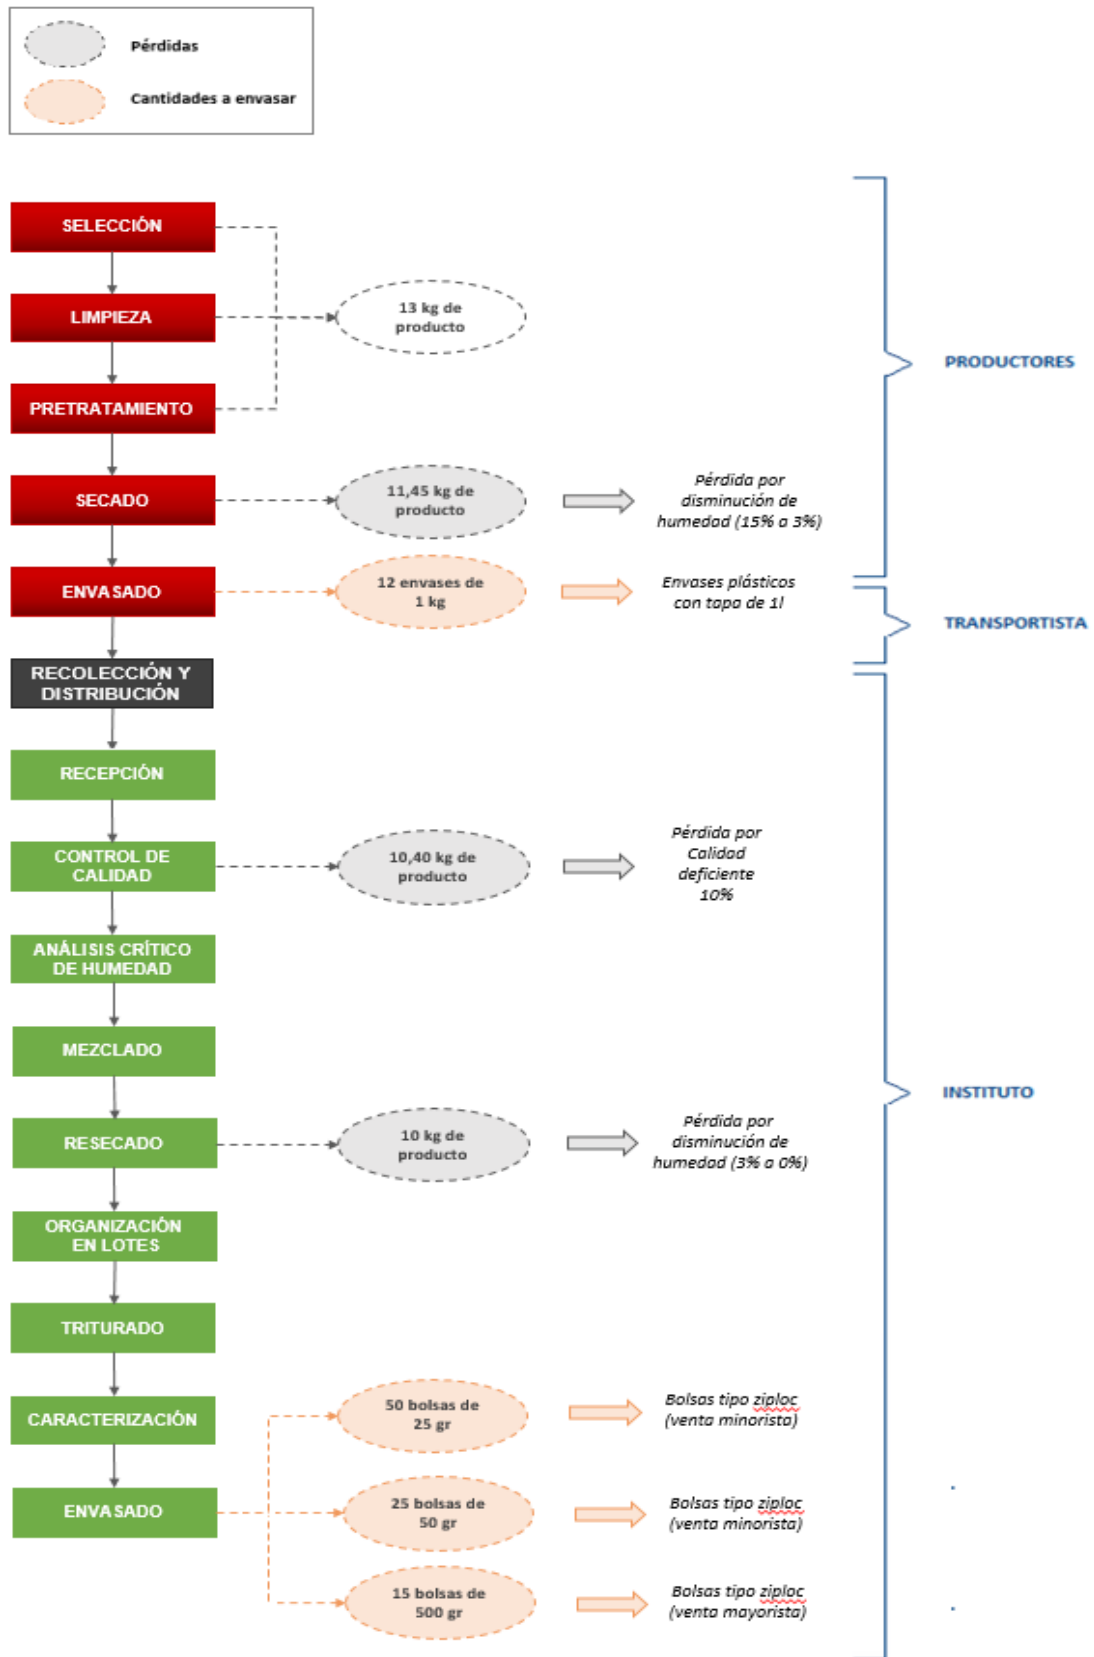 Pérdidas
Cantidades a envasar
SELECCIÓN
LIMPIEZA
13 kg de
producto
PRODUCTORES
PRETRATAMIENTO
SECADO
11,45 kg de
producto
Pérdida por
disminución de
humedad (15% a 3%)
ENVASADO
12 envases de
1 kg
Envases plásticos
con tapa de 1l
TRANSPORTISTA
RECOLECCIÓN Y
DISTRIBUCIÓN
RECEPCIÓN
CONTROL DE
CALIDAD
10,40 kg de
producto
Pérdida por
Calidad
deficiente
10%
ANÁLISIS CRÍTICO
DE HUMEDAD
MEZCLADO
INSTITUTO
RESECADO
10 kg de
producto
Pérdida por
disminución de
humedad (3% a 0%)
ORGANIZACIÓN
EN LOTES
TRITURADO
CARACTERIZACIÓN
50 bolsas de
25 gr
Bolsas tipo ziploc
(venta minorista)
ENVASADO
25 bolsas de
50 gr
Bolsas tipo ziploc
(venta minorista)
15 bolsas de
500 gr
Bolsas tipo ziploc
(venta mayorista)